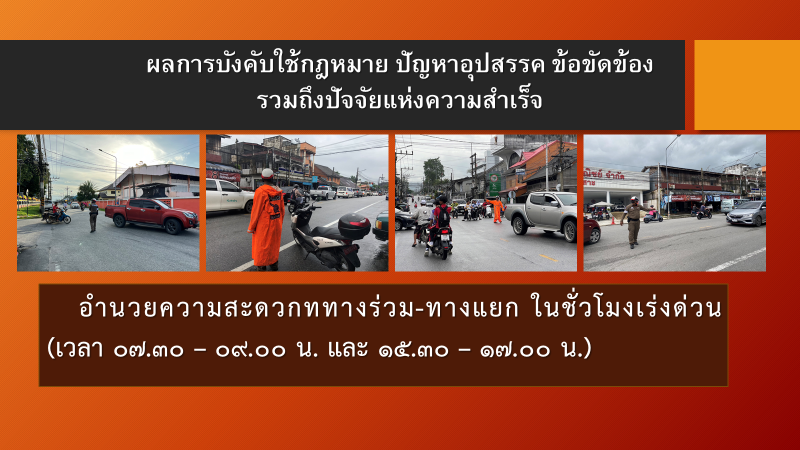 ผลการบังคับใช้กฎหมาย ปัญหาอุปสรรค ข้อขัดข้อง
รวมถึงปัจจัยแห่งความสำเร็จ
อำนวยความสะดวกททางร่วม-ทางแยก ในชั่วโมงเร่งด่วน
(เวลา ๐๗.๓๐ – ๐๙.๐๐ น. และ ๑๕.๓๐ – ๑๗.๐๐ น.)